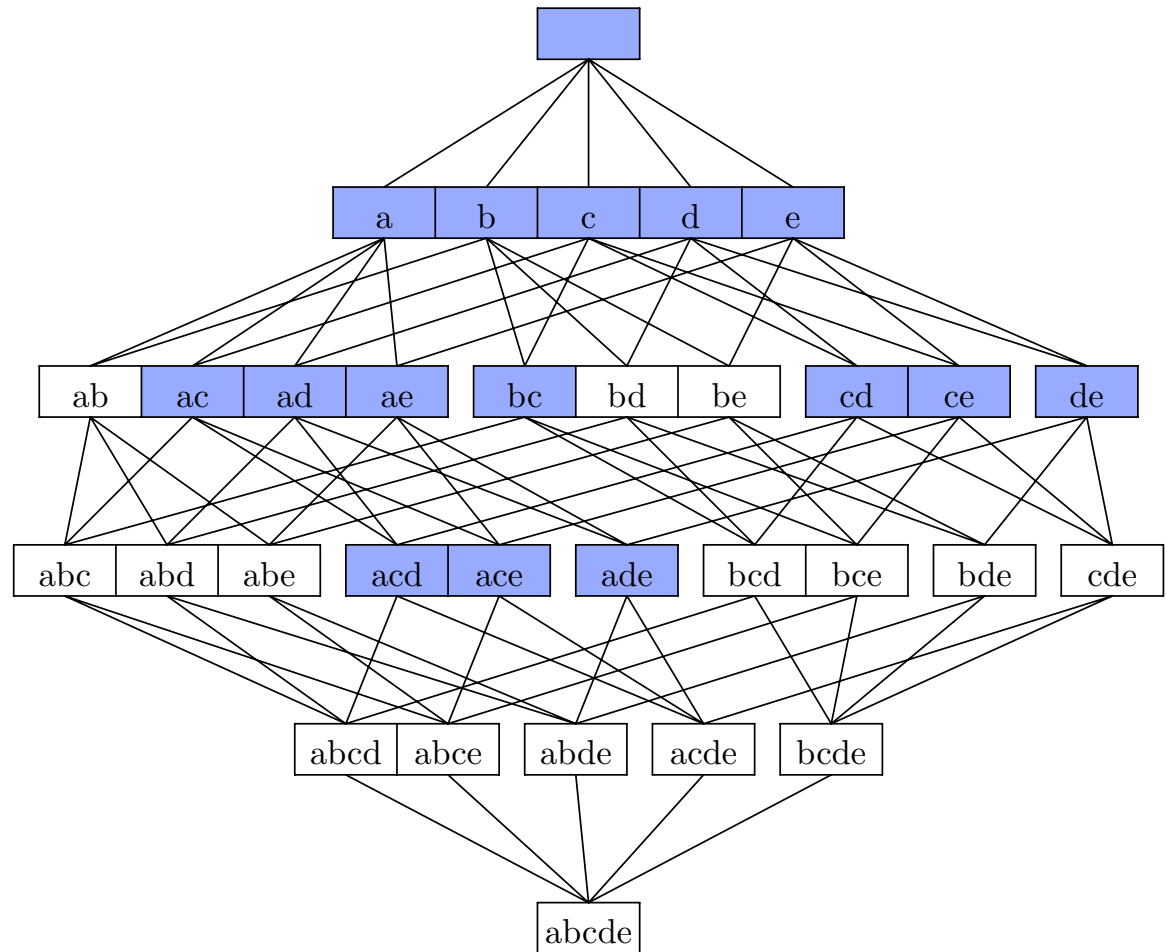 a b c d e
ab ac ad ae bc bd be cd ce de
abc abd abe acd ace ade bcd bce bde cde
abcd abce abde acde bcde
abcde